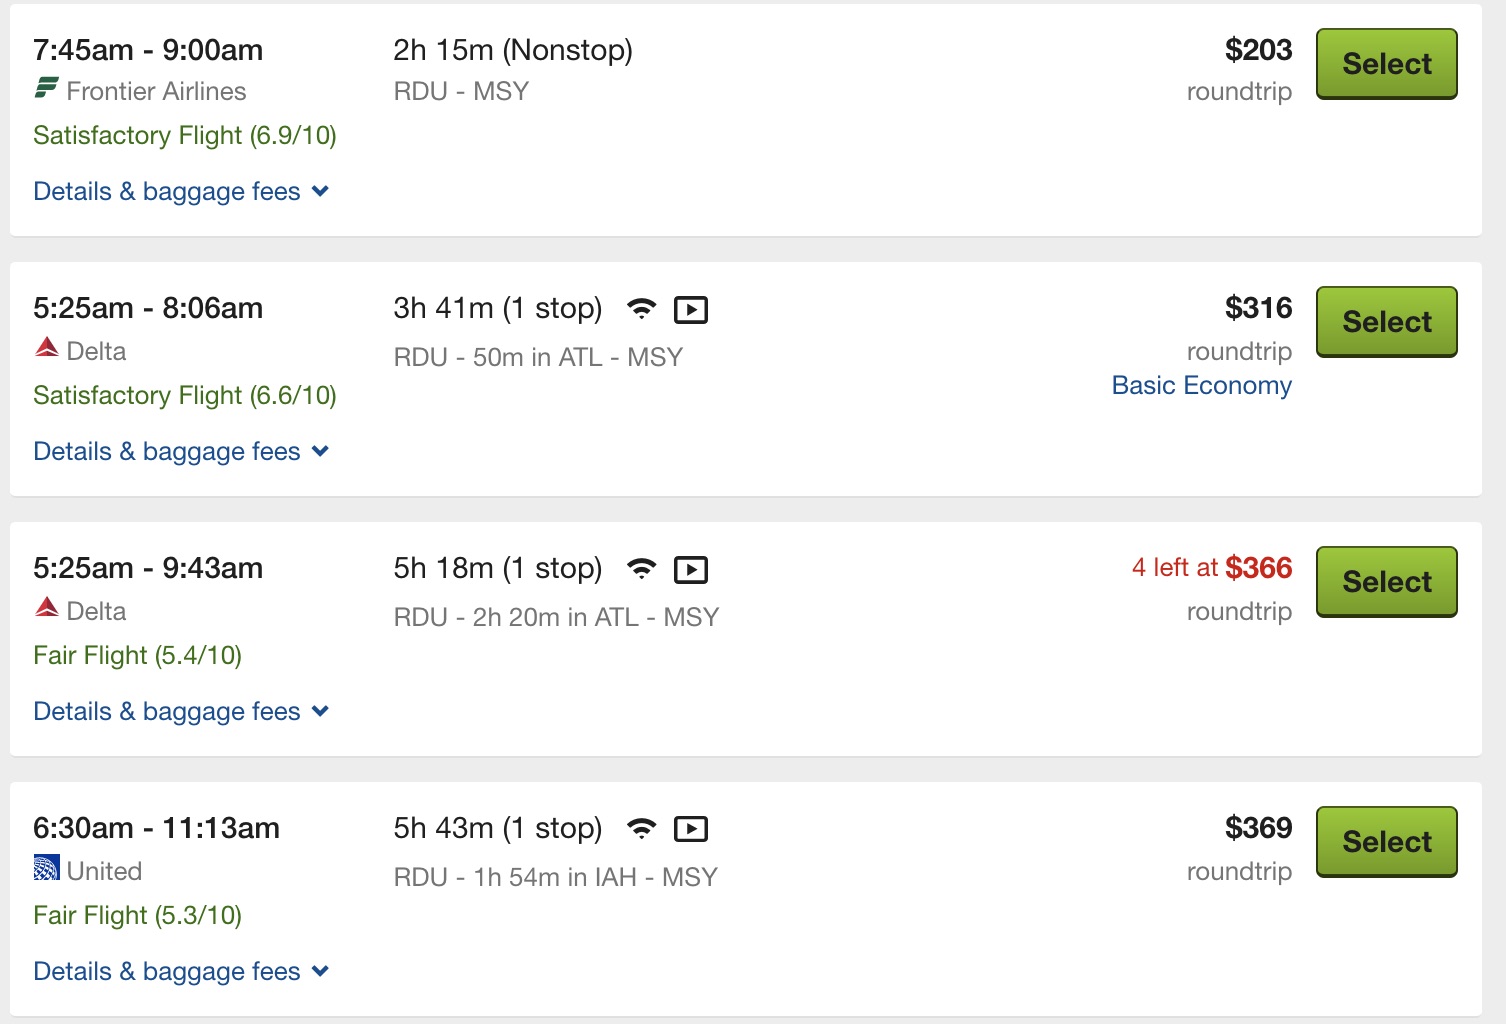 7:45am - 9:00am 2h 15m (Nonstop) $203 Select
Frontier Airlines RDU - MSY roundtrip
Satisfactory Flight (6.9/10)
Details & baggage fees
5:25am - 8:06am 3h 41m (1 stop) $316 Select
Delta RDU - 50m in ATL - MSY roundtrip
Basic Economy
Satisfactory Flight (6.6/10)
Details & baggage fees
5:25am - 9:43am 5h 18m (1 stop) 4 left at $366 Select
Delta RDU - 2h 20m in ATL - MSY roundtrip
Fair Flight (5.4/10)
Details & baggage fees
6:30am - 11:13am 5h 43m (1 stop) $369 Select
United RDU - 1h 54m in IAH - MSY roundtrip
Fair Flight (5.3/10)
Details & baggage fees